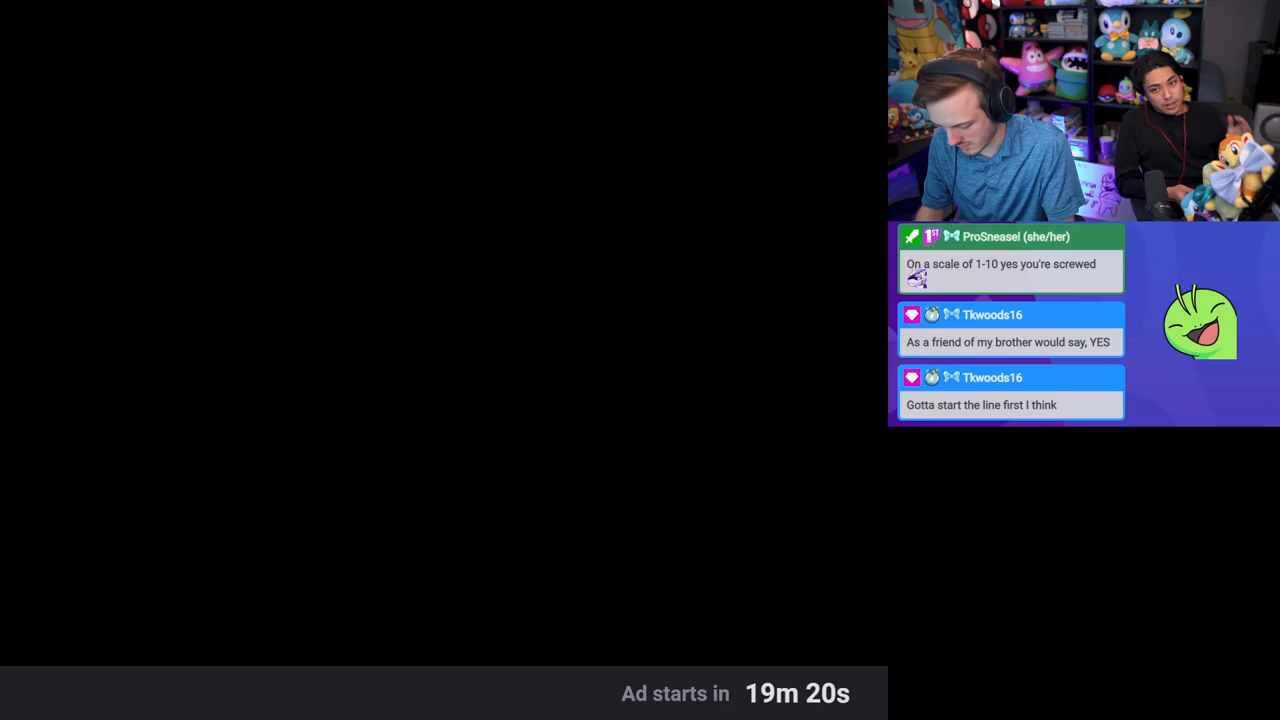 1ST ProSneasel (she/her)
On a scale of 1-10 yes you're screwed
Tkwoods16
As a friend of my brother would say, YES
Tkwoods16
Gotta start the line first I think
Ad starts in 19m 20s